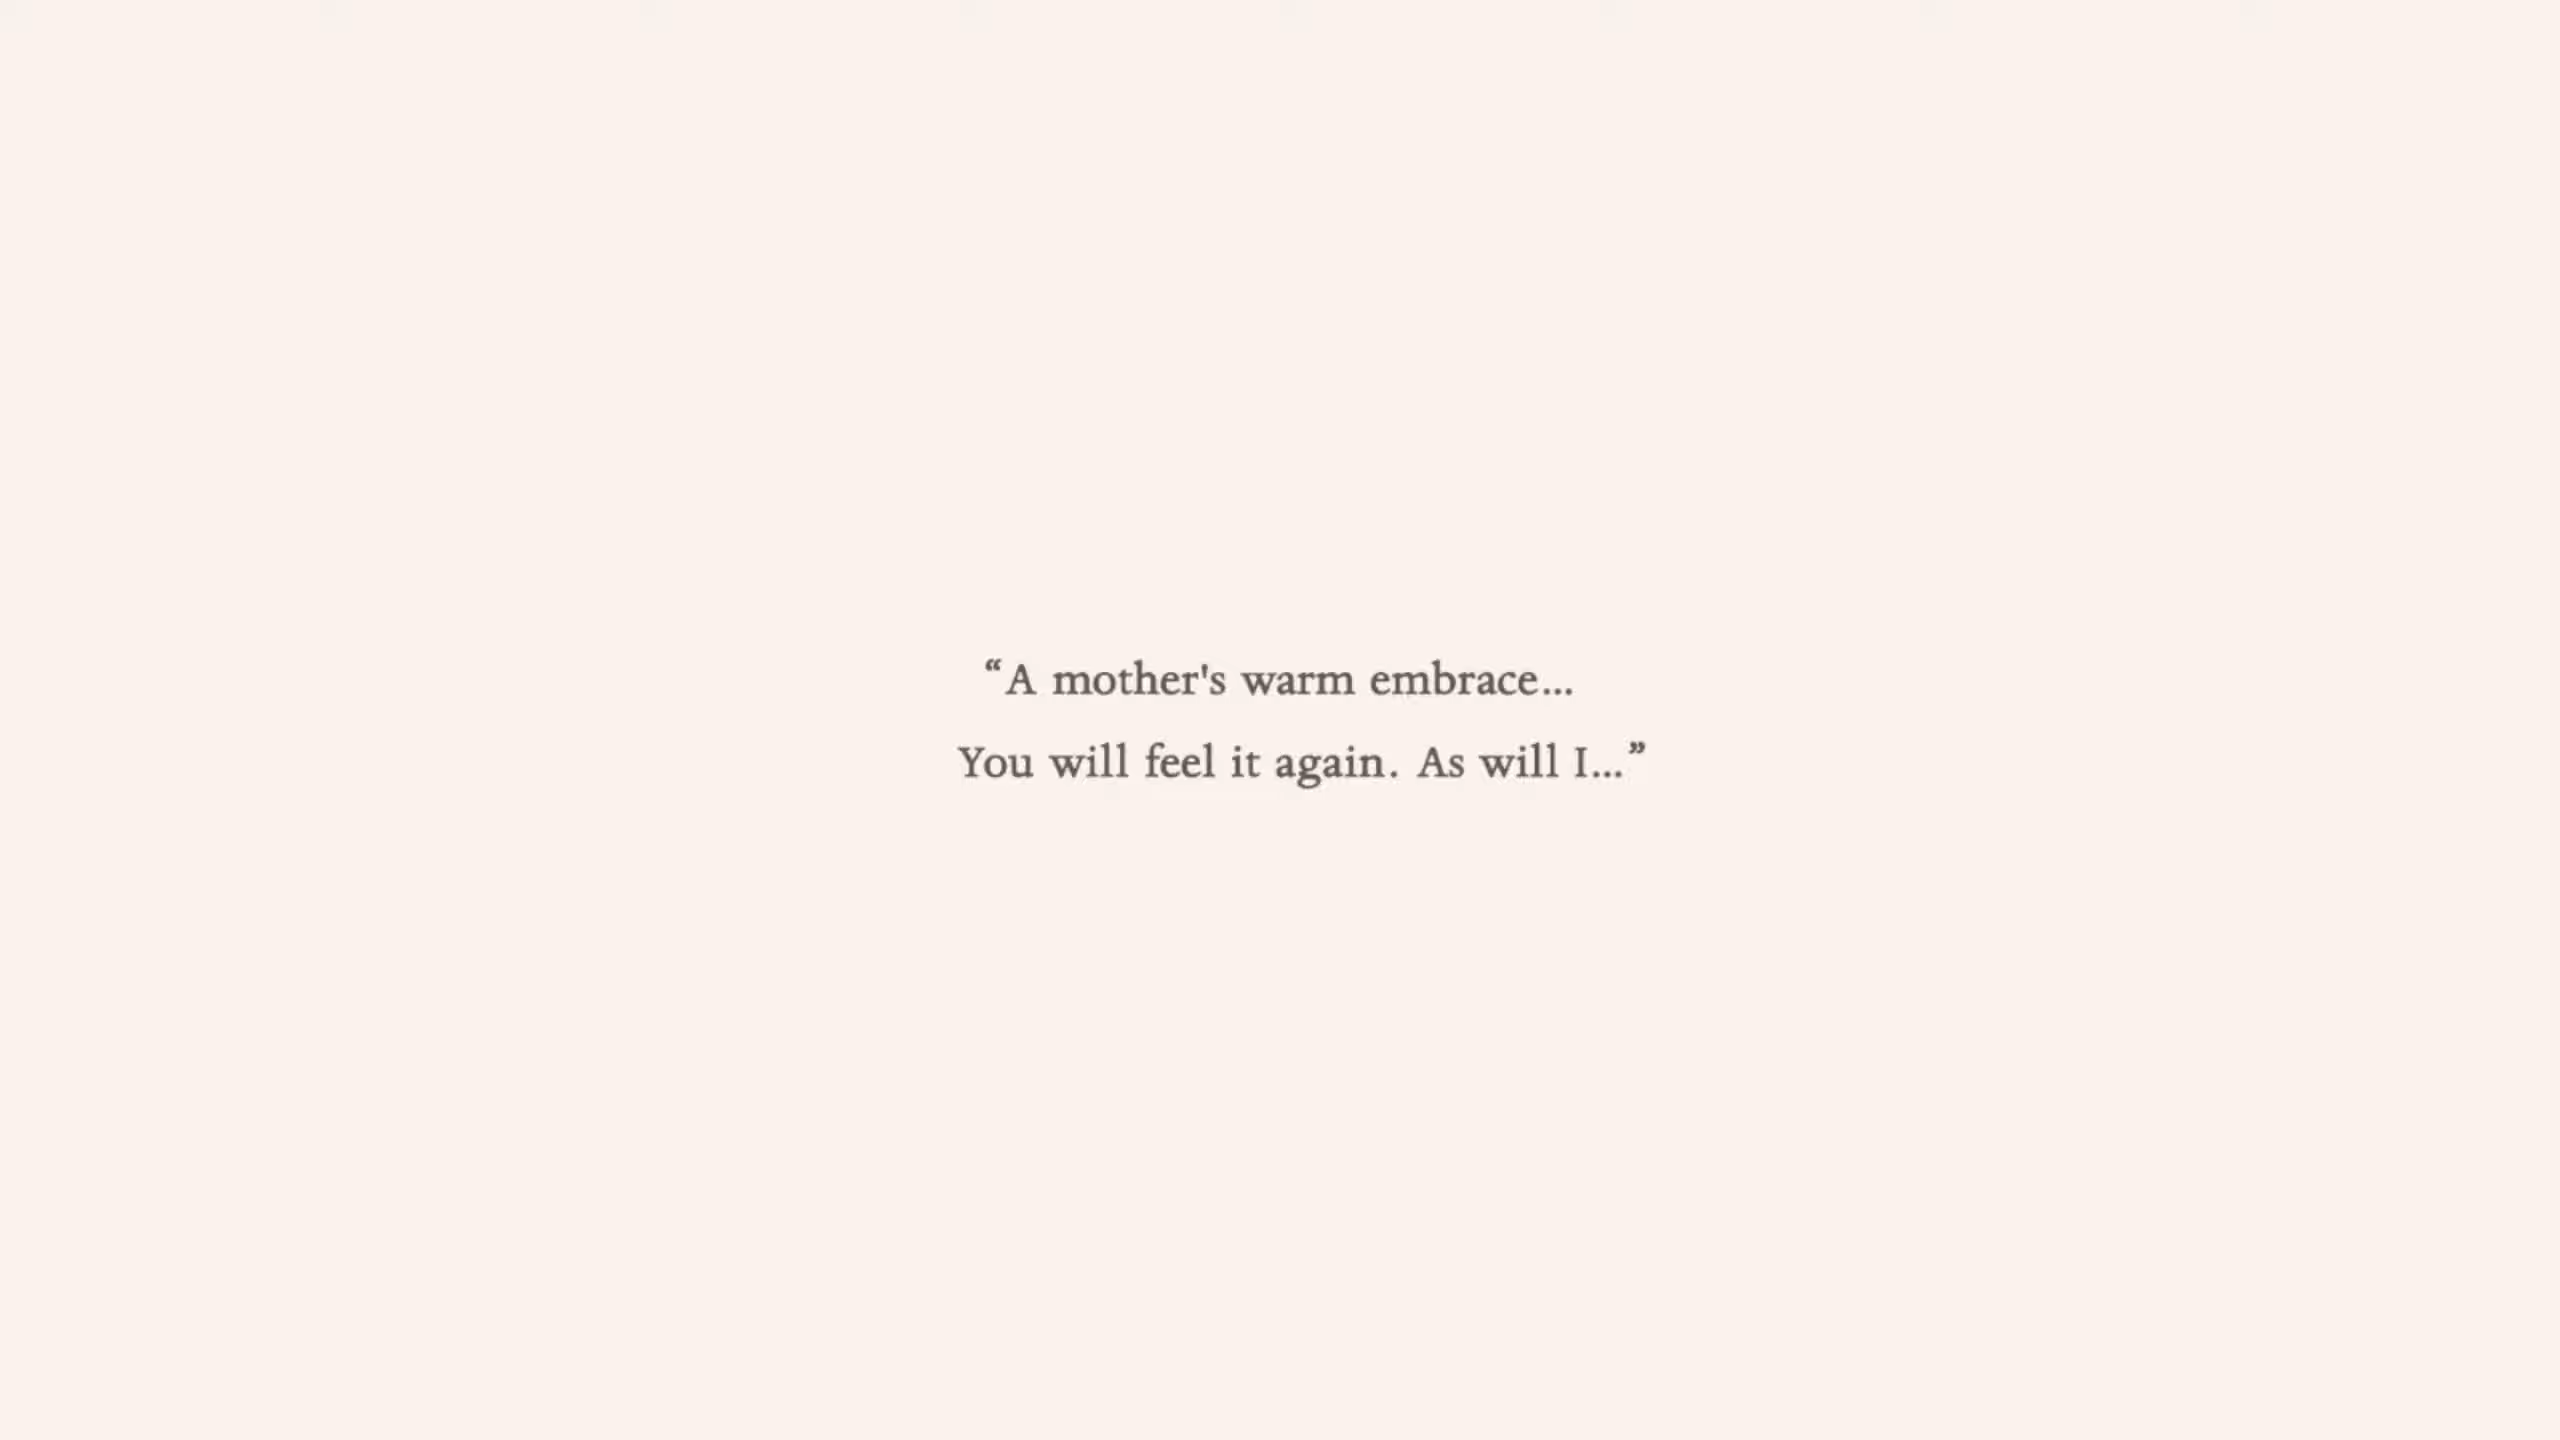 “A mother's warm embrace...
You will feel it again. As will I...”